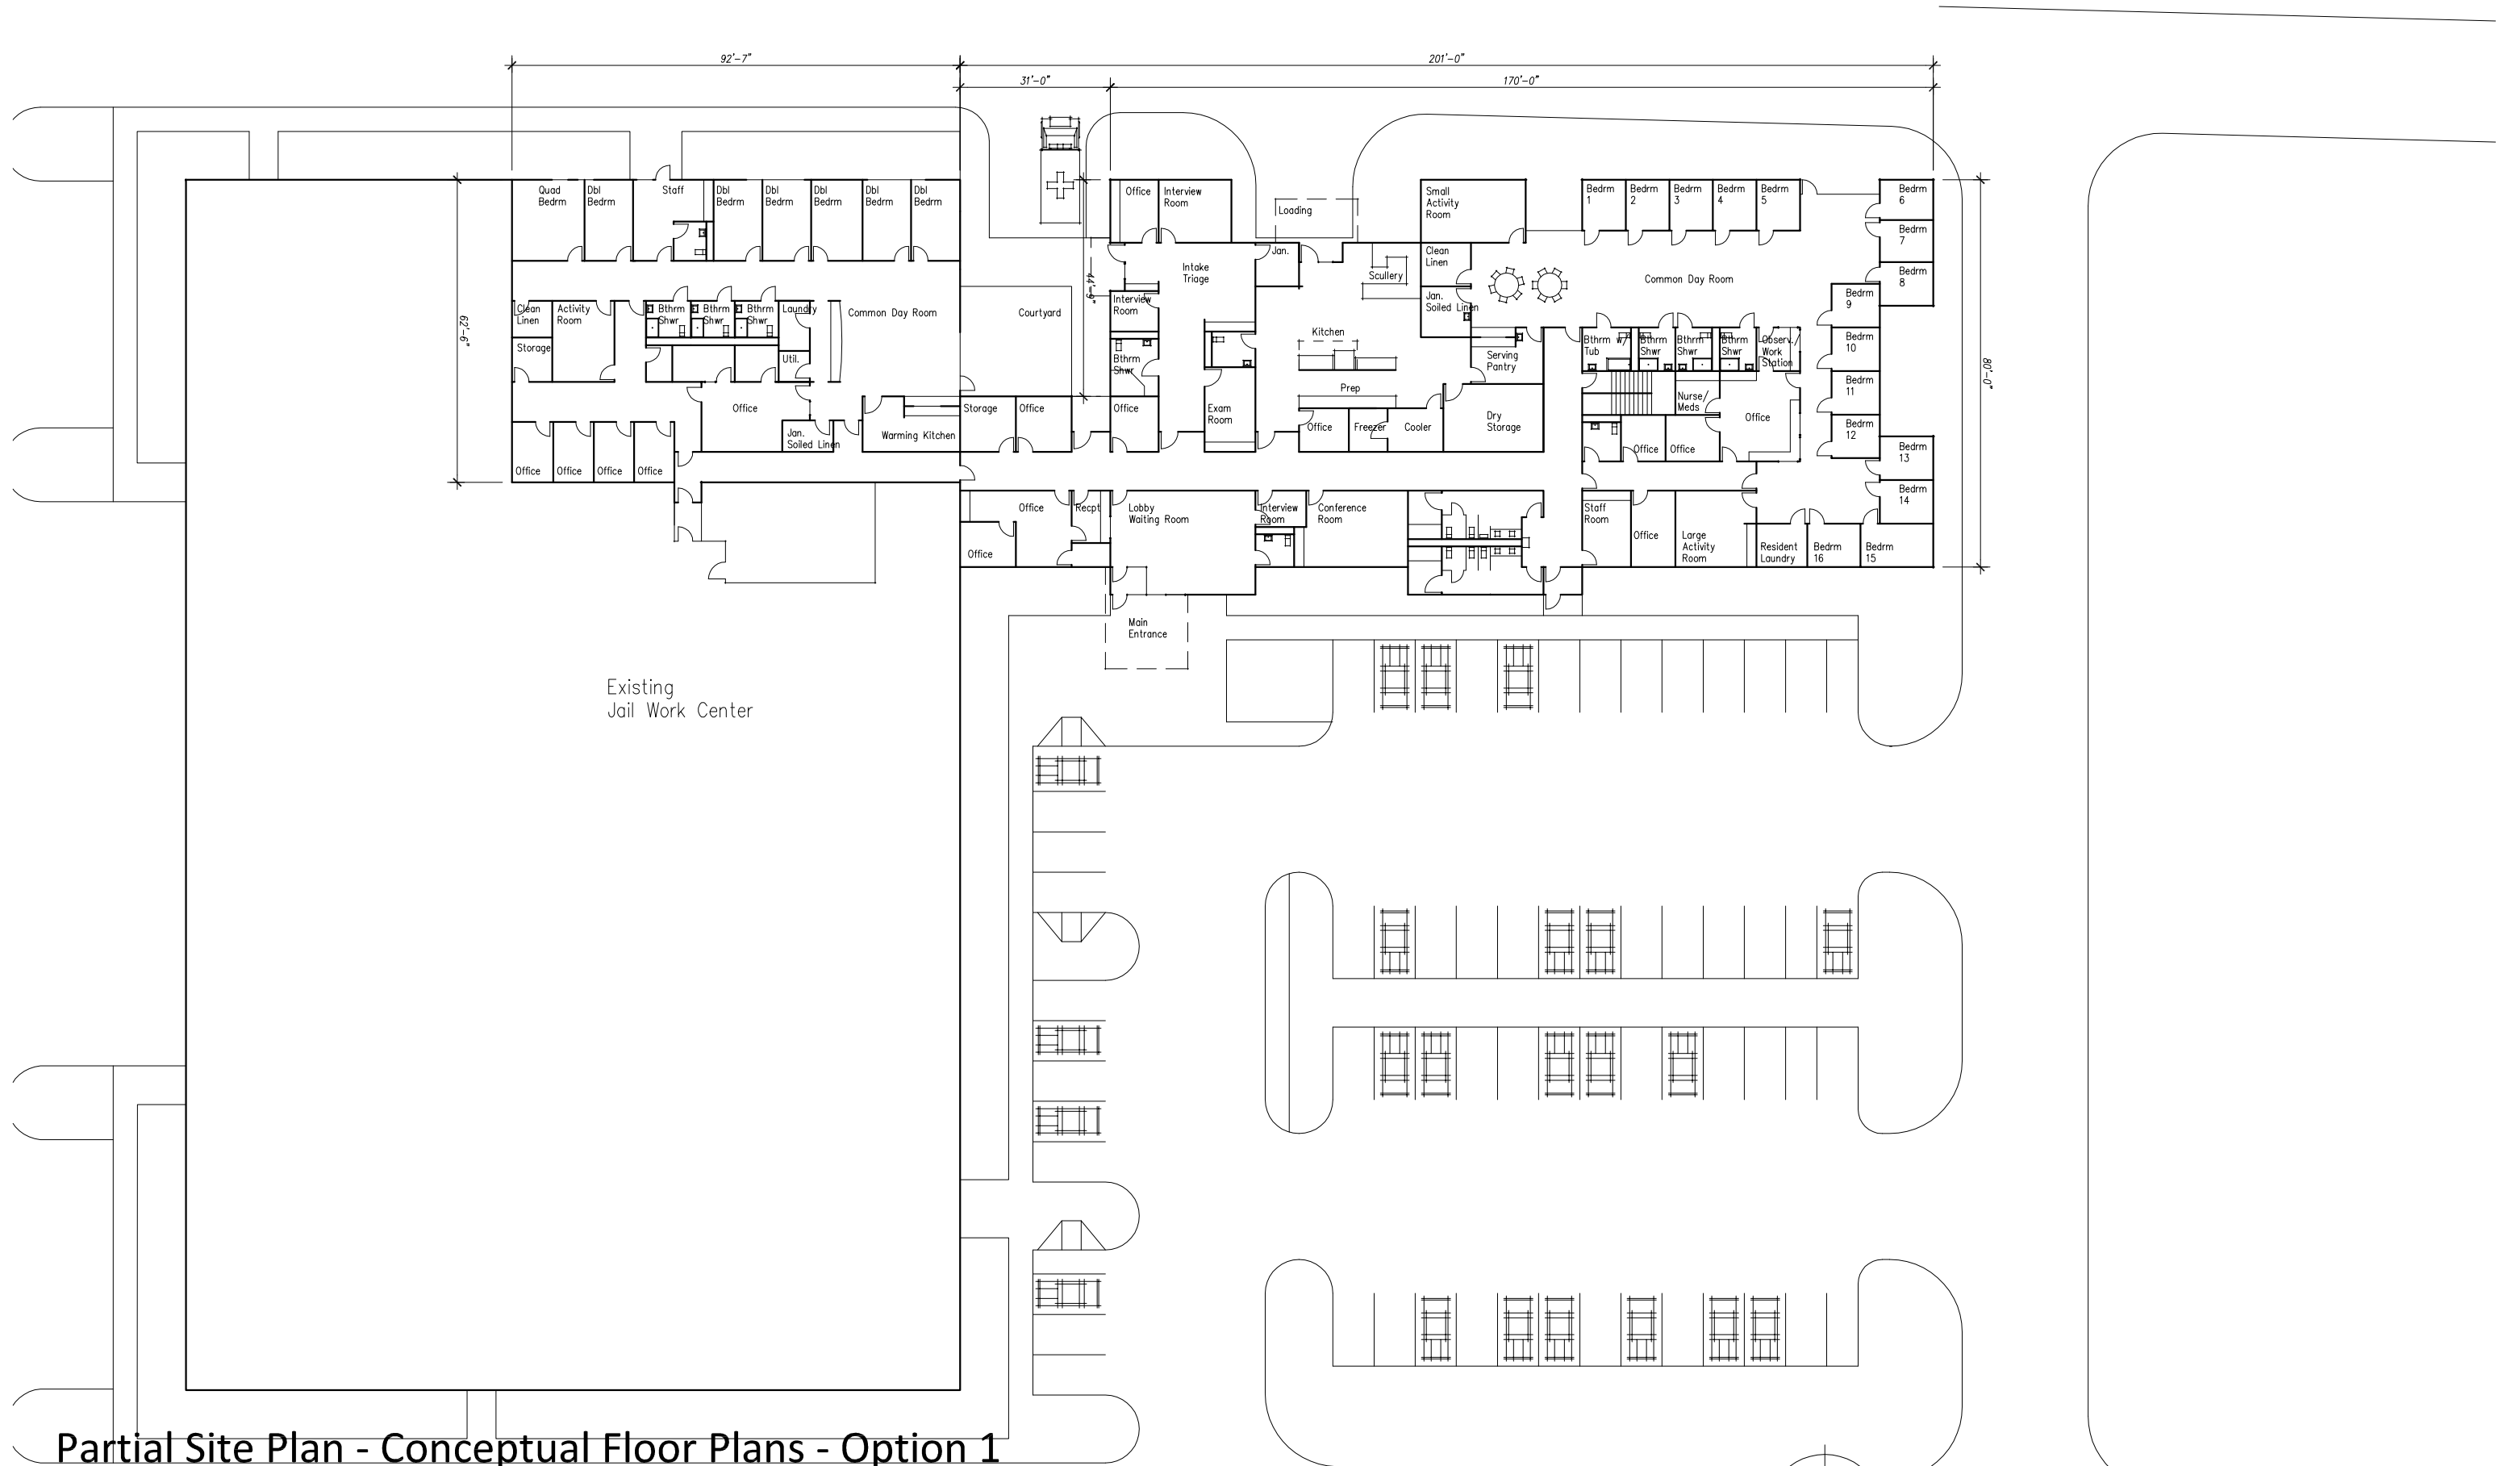 92'-7"
201'-0"
31'-0"
170'-0"
Quad
Bedrm
Dbl
Bedrm
Staff
Dbl
Bedrm
Dbl
Bedrm
Dbl
Bedrm
Dbl
Bedrm
Dbl
Bedrm
Office
Interview
Room
Loading
Small
Activity
Room
Bedrm
1
Bedrm
2
Bedrm
3
Bedrm
4
Bedrm
5
Bedrm
6
Bedrm
7
Bedrm
8
Bedrm
9
Bedrm
10
Bedrm
11
Bedrm
12
Bedrm
13
Bedrm
14
62'-6"
44'-9"
80'-0"
Clean
Linen
Activity
Room
Bthrm
Shwr
Bthrm
Shwr
Bthrm
Shwr
Laundry
Common Day Room
Courtyard
Storage
Util.
Intake
Triage
Jan.
Scullery
Clean
Linen
Jan.
Soiled Linen
Common Day Room
Interview
Room
Kitchen
Bthrm
Shwr
Serving
Pantry
Bthrm w/
Tub
Bthrm
Shwr
Bthrm
Shwr
Bthrm
Shwr
Observ./
Work
Station
Prep
Nurse/
Meds
Office
Office
Jan.
Soiled Linen
Warming Kitchen
Storage
Office
Office
Exam
Room
Office
Freezer
Cooler
Dry
Storage
Office
Office
Office
Office
Office
Office
Office
Office
Recpt
Lobby
Waiting Room
Interview
Room
Conference
Room
Staff
Room
Office
Office
Large
Activity
Room
Resident
Laundry
Bedrm
16
Bedrm
15
Main
Entrance
Existing
Jail Work Center
Partial Site Plan - Conceptual Floor Plans - Option 1